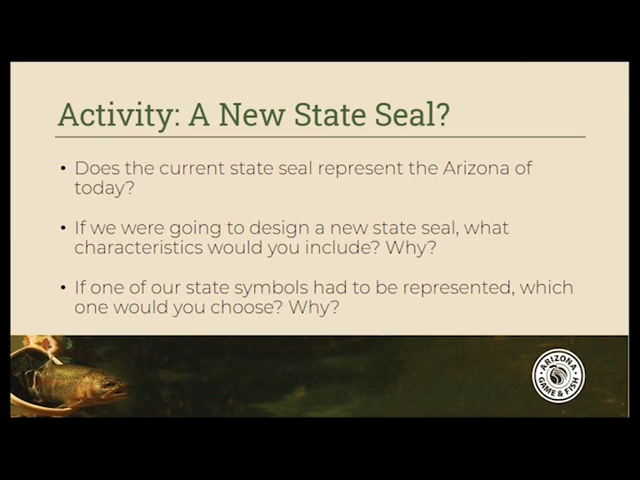 Activity: A New State Seal?
• Does the current state seal represent the Arizona of
today?
• If we were going to design a new state seal, what
characteristics would you include? Why?
• If one of our state symbols had to be represented, which
one would you choose? Why?
ARIZONA
GAME & FISH